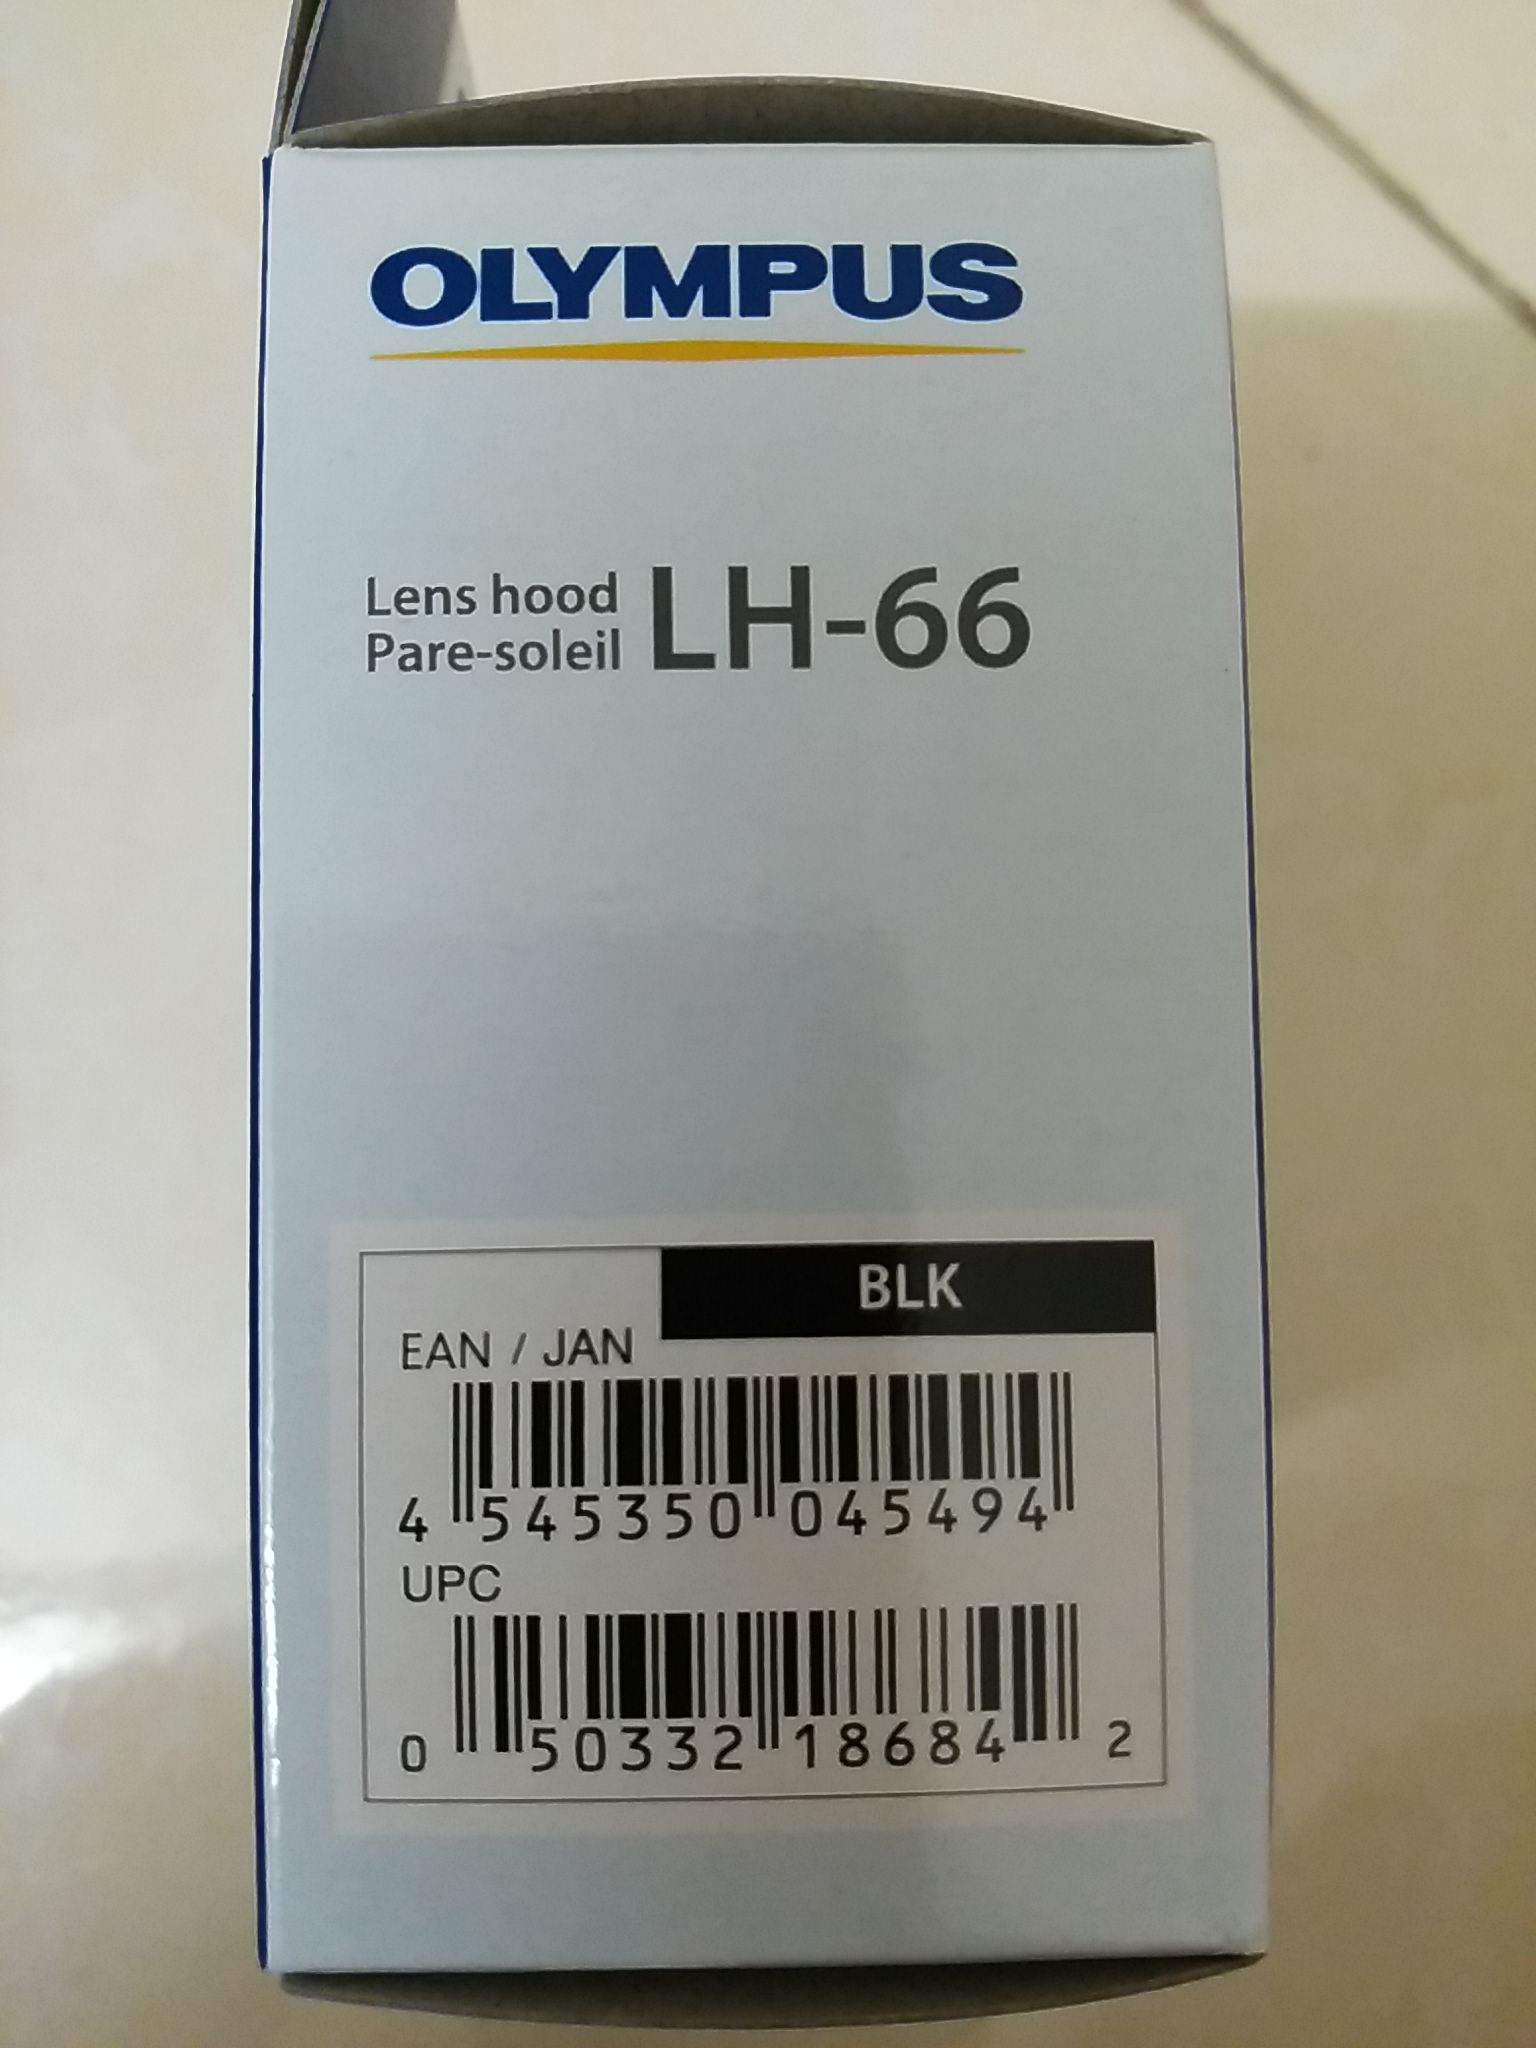 OLYMPUS
Lens hood
Pare-soleil
LH-66
BLK
EAN / JAN
4 545350 045494
UPC
0 50332 18684 2